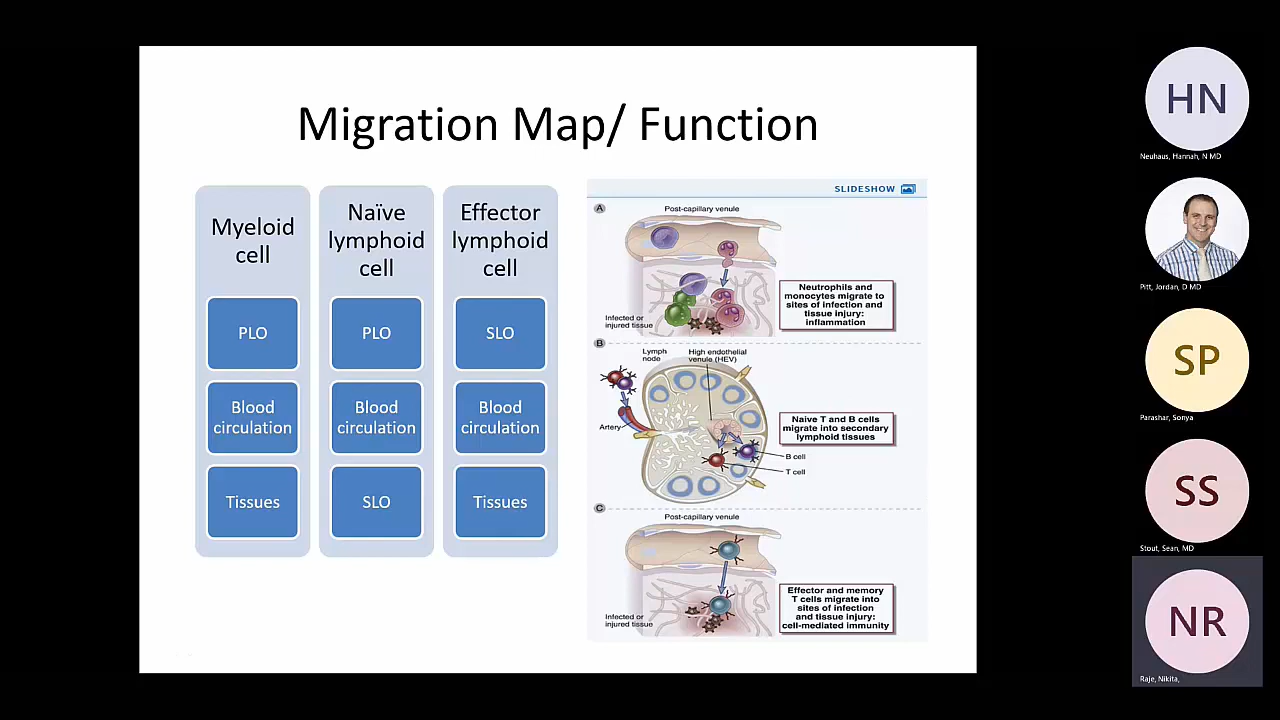 Migration Map/ Function
Myeloid
cell
PLO
Blood
circulation
Tissues
Naïve
lymphoid
cell
PLO
Blood
circulation
SLO
Effector
lymphoid
cell
SLO
Blood
circulation
Tissues
SLIDESHOW
A
Post-capillary venule
Neutrophils and
monocytes migrate to
sites of infection and
tissue injury:
inflammation
Infected or
injured tissue
B
Lymph
node
High endothelial
venule (HEV)
Artery
Naive T and B cells
migrate into secondary
lymphoid tissues
B cell
T cell
C
Post-capillary venule
Effector and memory
T cells migrate into
sites of infection
and tissue injury:
cell-mediated immunity
Infected or
injured tissue
HN
Neuhaus, Hannah, N MD
Pitt, Jordan, D MD
SP
Parashar, Sonya
SS
Stout, Sean, MD
NR
Raje, Nikita,